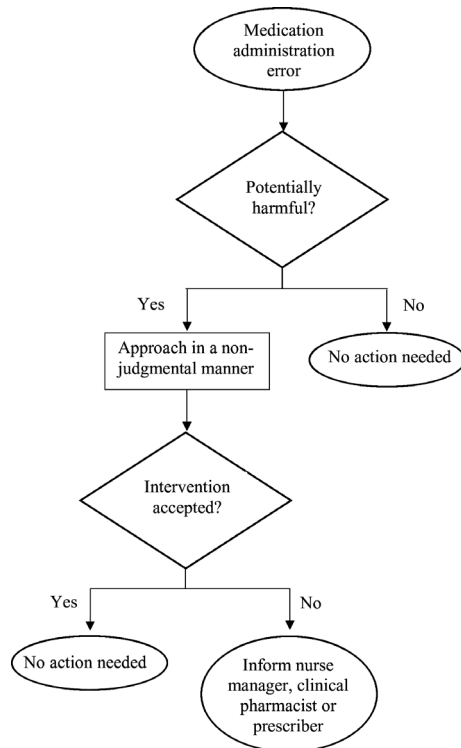 Medication
administration
error
Potentially
harmful?
Yes
No
Approach in a non-
judgmental manner
No action needed
Intervention
accepted?
Yes
No
No action needed
Inform nurse
manager, clinical
pharmacist or
prescriber